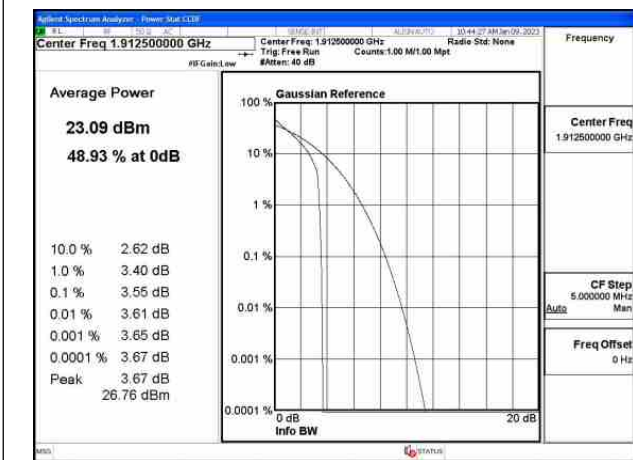 Agilent Spectrum Analyzer - Power Stat CCDF
RL RF 50 Ω AC SENSE:INT ALIGN AUTO 10:44:27 AM Jan 09, 2023
Center Freq 1.912500000 GHz
Center Freq: 1.912500000 GHz
Radio Std: None
Trig: Free Run Counts:1.00 M/1.00 Mpt
#IFGain:Low
#Atten: 40 dB
Frequency
Average Power
23.09 dBm
48.93 % at 0dB
10.0 % 2.62 dB
1.0 % 3.40 dB
0.1 % 3.55 dB
0.01 % 3.61 dB
0.001 % 3.65 dB
0.0001 % 3.67 dB
Peak 3.67 dB
26.76 dBm
Gaussian Reference
100 %
10 %
1 %
0.1 %
0.01 %
0.001 %
0.0001 %
0 dB
20 dB
Info BW
Center Freq
1.912500000 GHz
CF Step
5.000000 MHz
Auto Man
Freq Offset
0 Hz
MSG
STATUS